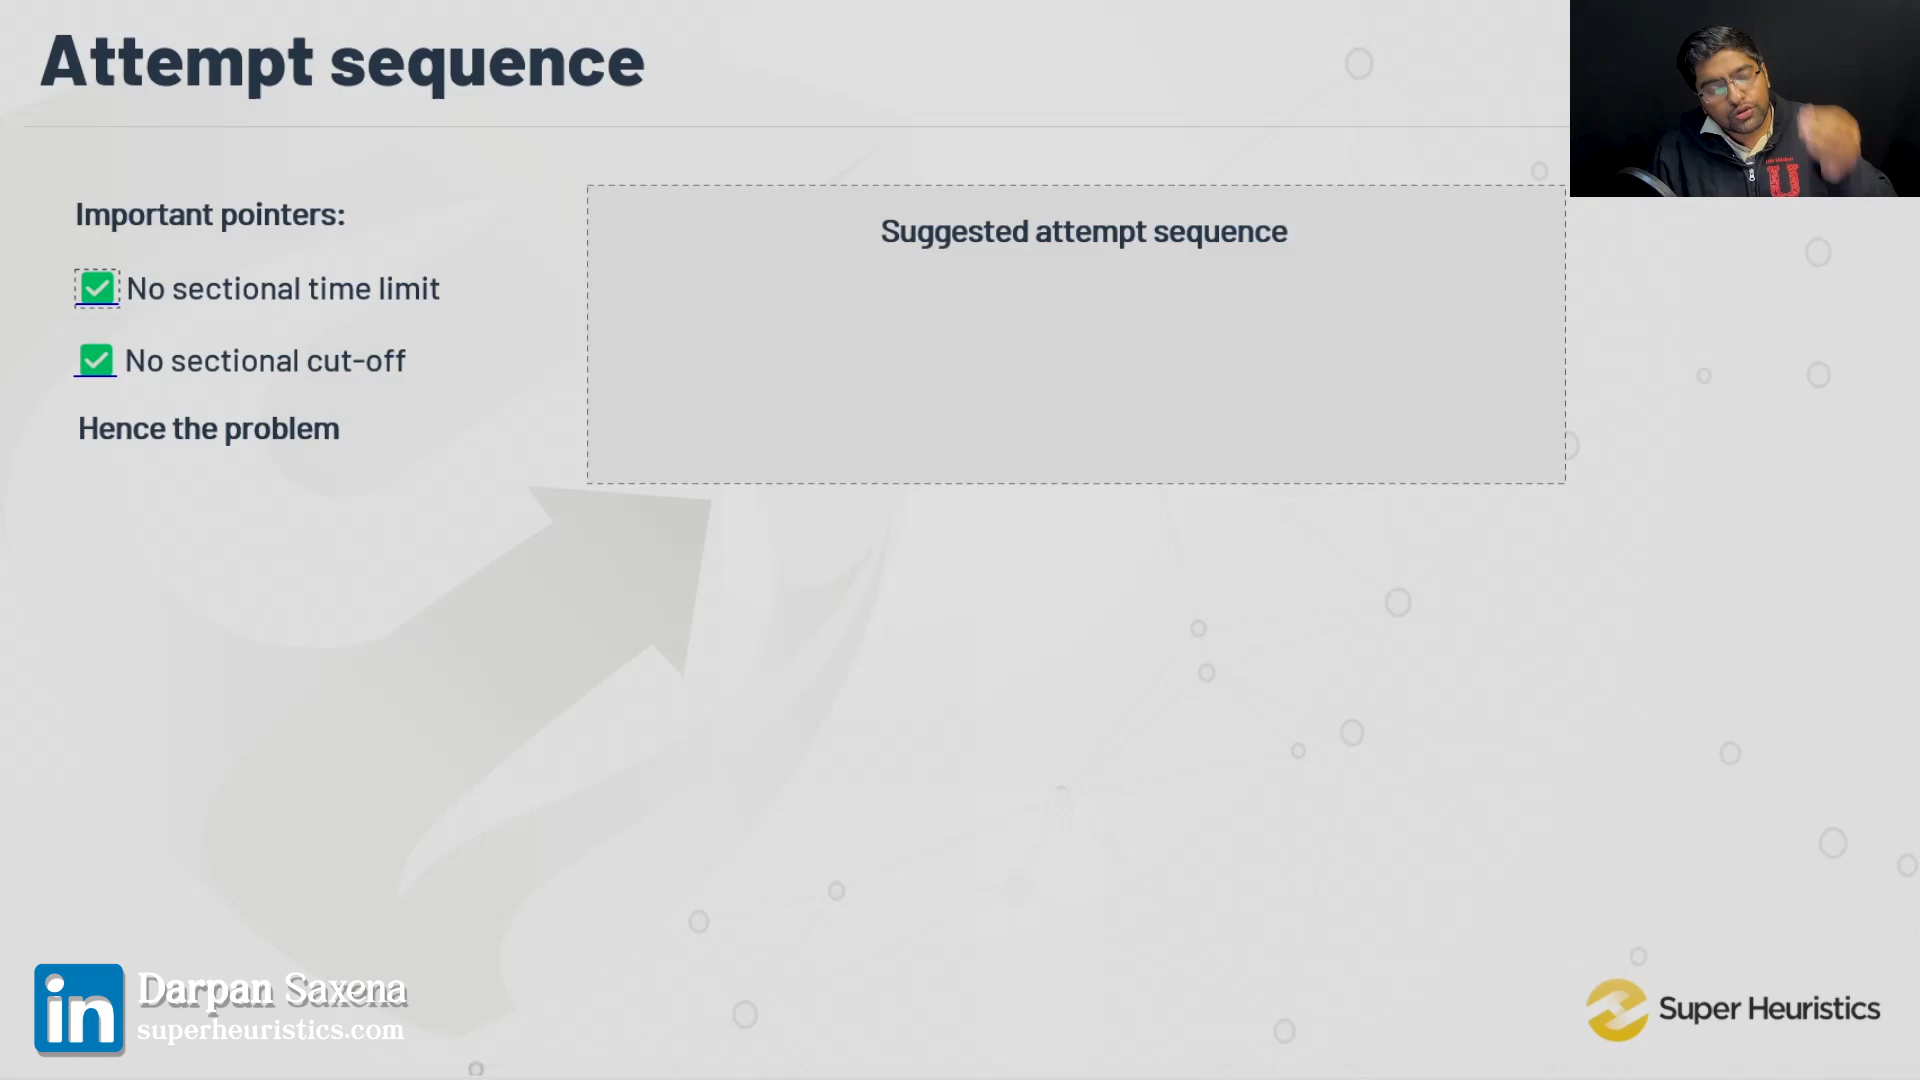 Attempt sequence
Important pointers:
No sectional time limit
No sectional cut-off
Hence the problem
Suggested attempt sequence
U
in Darpan Saxena
superheuristics.com
Super Heuristics